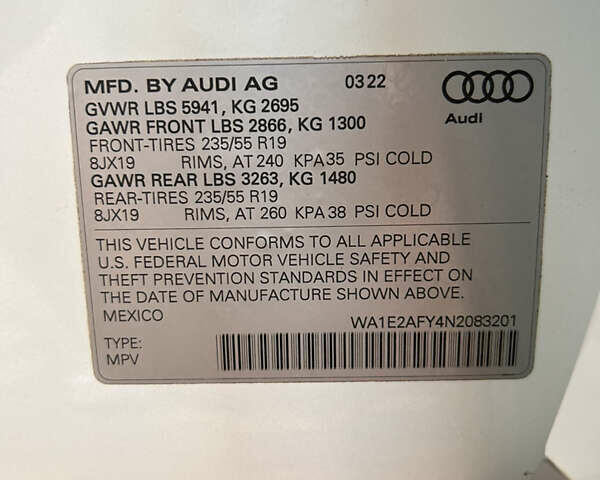 MFD. BY AUDI AG 03 22
GVWR LBS 5941, KG 2695
GAWR FRONT LBS 2866, KG 1300
FRONT-TIRES 235/55 R19
8JX19 RIMS, AT 240 KPA 35 PSI COLD
GAWR REAR LBS 3263, KG 1480
REAR-TIRES 235/55 R19
8JX19 RIMS, AT 260 KPA 38 PSI COLD
Audi
THIS VEHICLE CONFORMS TO ALL APPLICABLE
U.S. FEDERAL MOTOR VEHICLE SAFETY AND
THEFT PREVENTION STANDARDS IN EFFECT ON
THE DATE OF MANUFACTURE SHOWN ABOVE.
MEXICO WA1E2AFY4N2083201
TYPE:
MPV